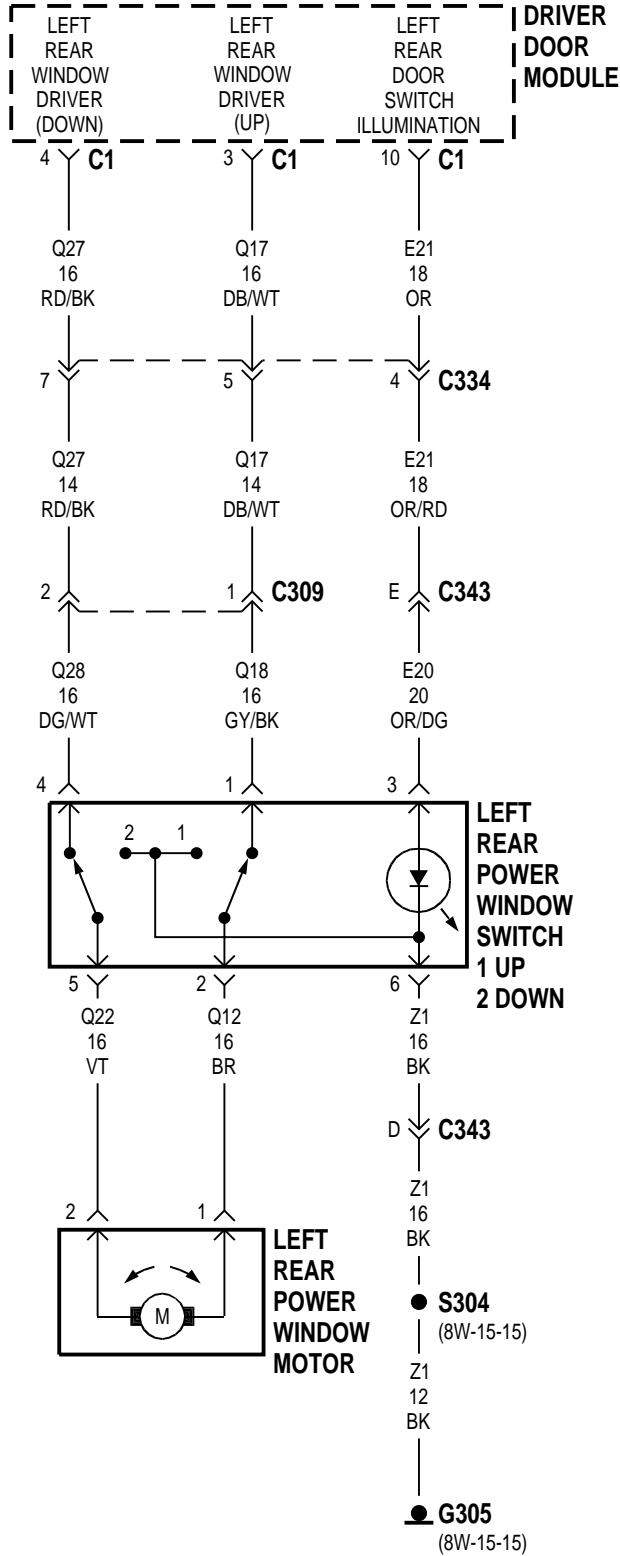 DRIVER
DOOR
MODULE
LEFT
REAR
WINDOW
DRIVER
(DOWN)
LEFT
REAR
WINDOW
DRIVER
(UP)
LEFT
REAR
DOOR
SWITCH
ILLUMINATION
4 C1 3 C1 10 C1
Q27 Q17 E21
16 16 18
RD/BK DB/WT OR
7 5 4 C334
Q27 Q17 E21
14 14 18
RD/BK DB/WT OR/RD
2 1 C309 E C343
Q28 Q18 E20
16 16 20
DG/WT GY/BK OR/DG
4 1 3
2 1
LEFT
REAR
POWER
WINDOW
SWITCH
1 UP
2 DOWN
5 2 6
Q22 Q12 Z1
16 16 16
VT BR BK
D C343
Z1
16
BK
2 1
M
LEFT
REAR
POWER
WINDOW
MOTOR
S304
(8W-15-15)
Z1
12
BK
G305
(8W-15-15)